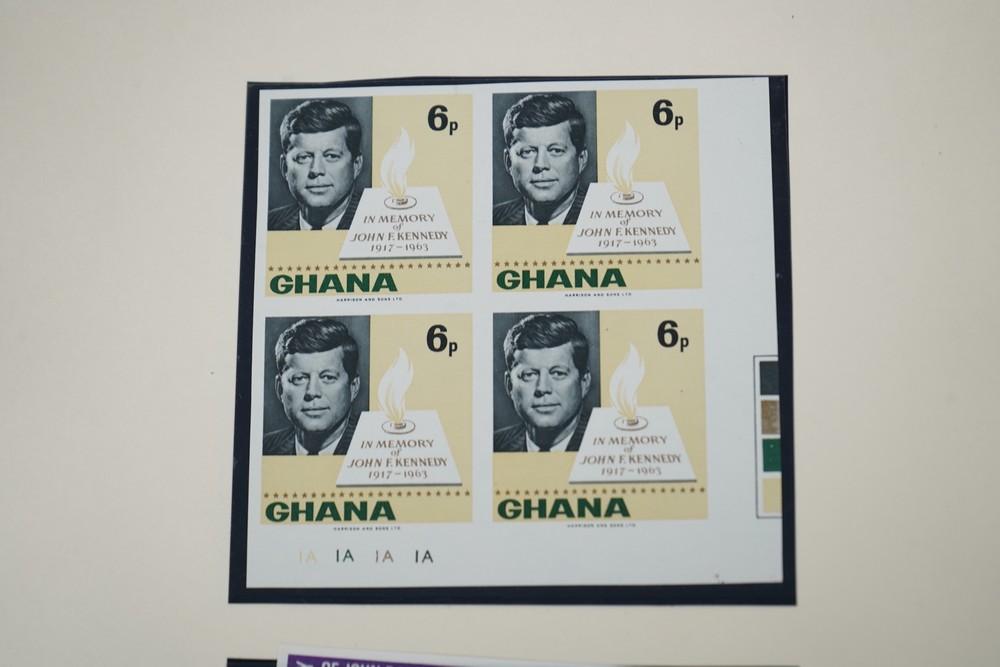 6p
IN MEMORY
of
JOHN F. KENNEDY
1917–1963
GHANA
HARRISON AND SONS LTD.
6p
IN MEMORY
of
JOHN F. KENNEDY
1917–1963
GHANA
HARRISON AND SONS LTD.
6p
IN MEMORY
of
JOHN F. KENNEDY
1917–1963
GHANA
HARRISON AND SONS LTD.
6p
IN MEMORY
of
JOHN F. KENNEDY
1917–1963
GHANA
HARRISON AND SONS LTD.
1A 1A 1A 1A